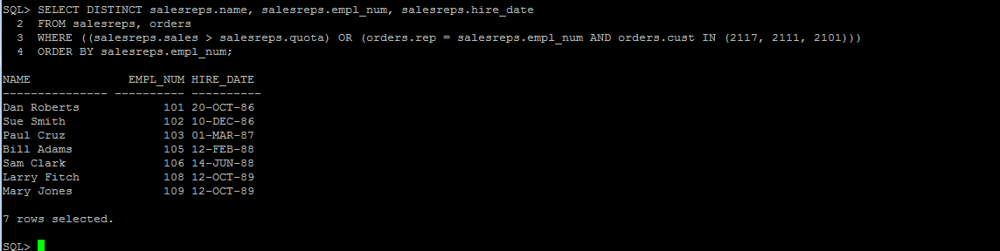 SQL> SELECT DISTINCT salesreps.name, salesreps.empl_num, salesreps.hire_date
  2  FROM salesreps, orders
  3  WHERE ((salesreps.sales > salesreps.quota) OR (orders.rep = salesreps.empl_num AND orders.cust IN (2117, 2111, 2101)))
  4  ORDER BY salesreps.empl_num;

NAME              EMPL_NUM HIRE_DATE
--------------- ---------- ----------
Dan Roberts            101 20-OCT-86
Sue Smith              102 10-DEC-86
Paul Cruz              103 01-MAR-87
Bill Adams             105 12-FEB-88
Sam Clark              106 14-JUN-88
Larry Fitch            108 12-OCT-89
Mary Jones             109 12-OCT-89

7 rows selected.

SQL>